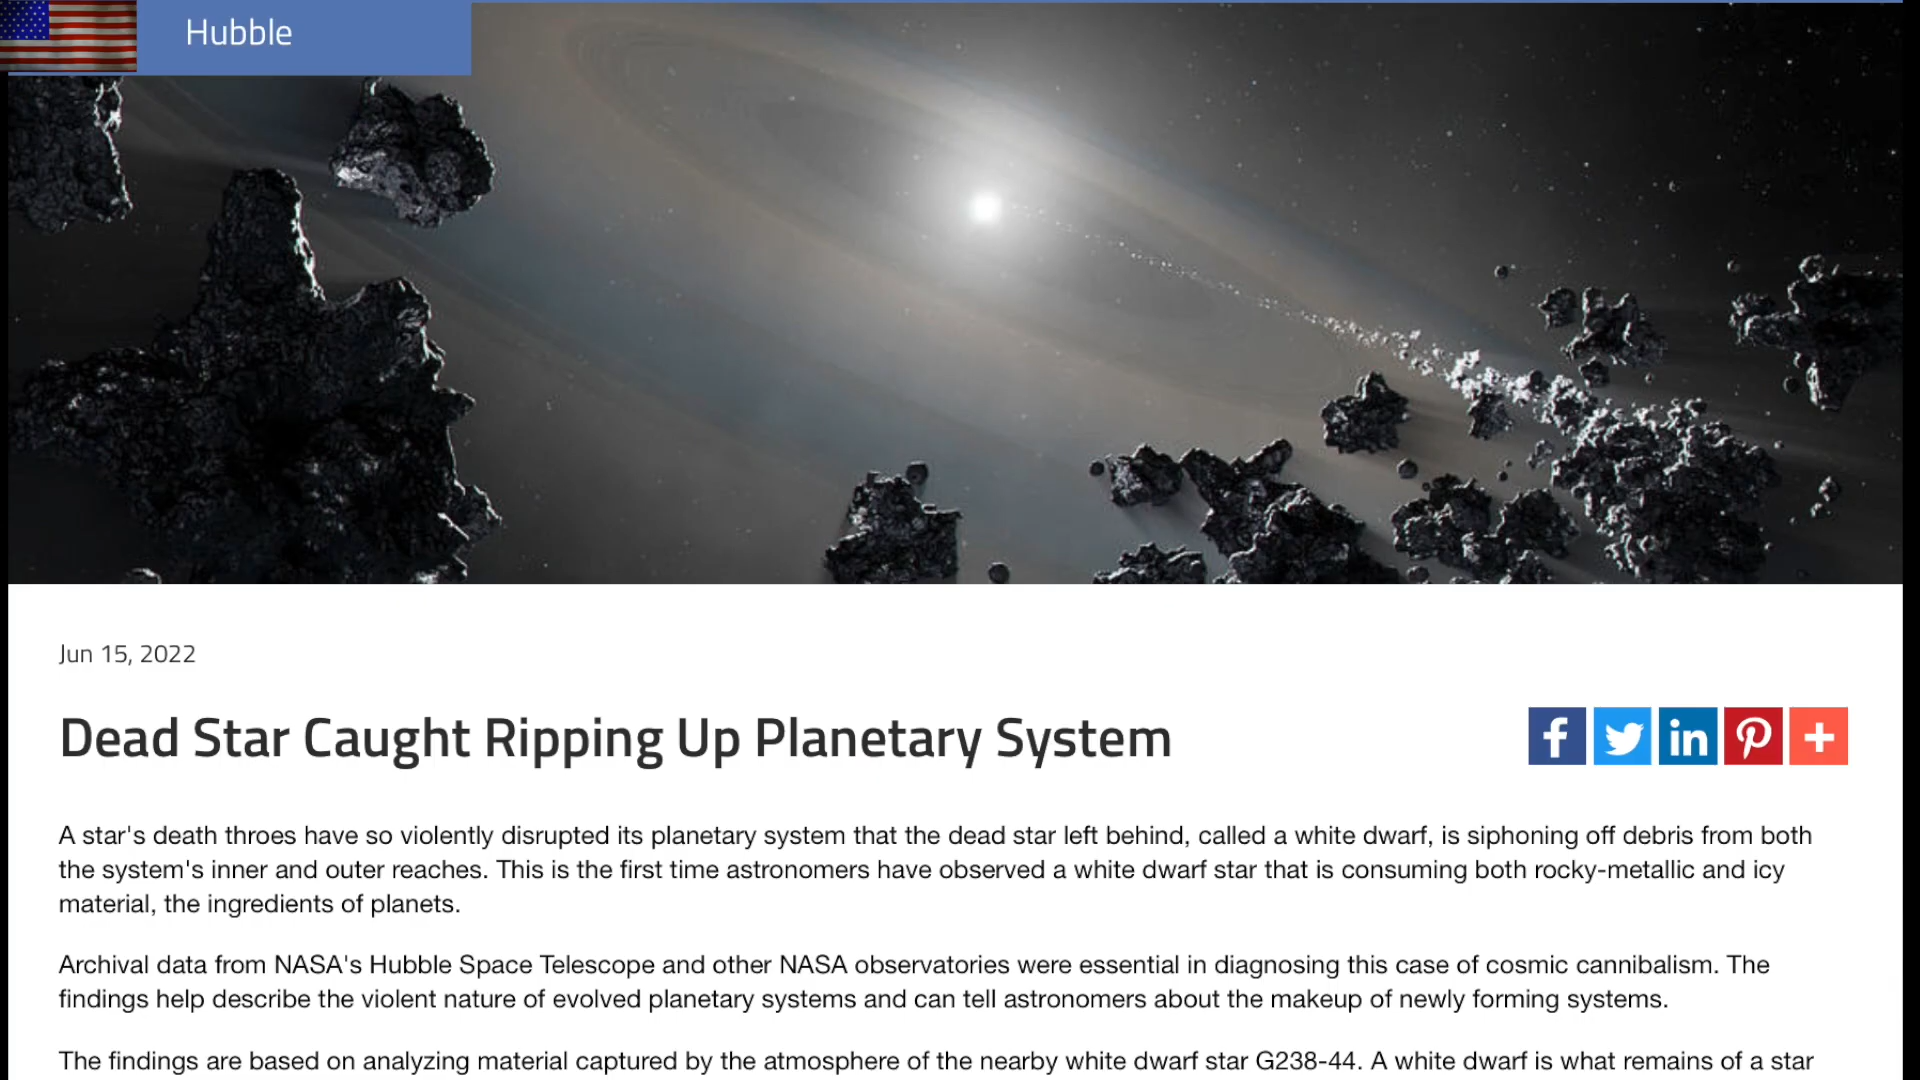 Hubble
Jun 15, 2022
Dead Star Caught Ripping Up Planetary System
A star's death throes have so violently disrupted its planetary system that the dead star left behind, called a white dwarf, is siphoning off debris from both
the system's inner and outer reaches. This is the first time astronomers have observed a white dwarf star that is consuming both rocky-metallic and icy
material, the ingredients of planets.
Archival data from NASA's Hubble Space Telescope and other NASA observatories were essential in diagnosing this case of cosmic cannibalism. The
findings help describe the violent nature of evolved planetary systems and can tell astronomers about the makeup of newly forming systems.
The findings are based on analyzing material captured by the atmosphere of the nearby white dwarf star G238-44. A white dwarf is what remains of a star